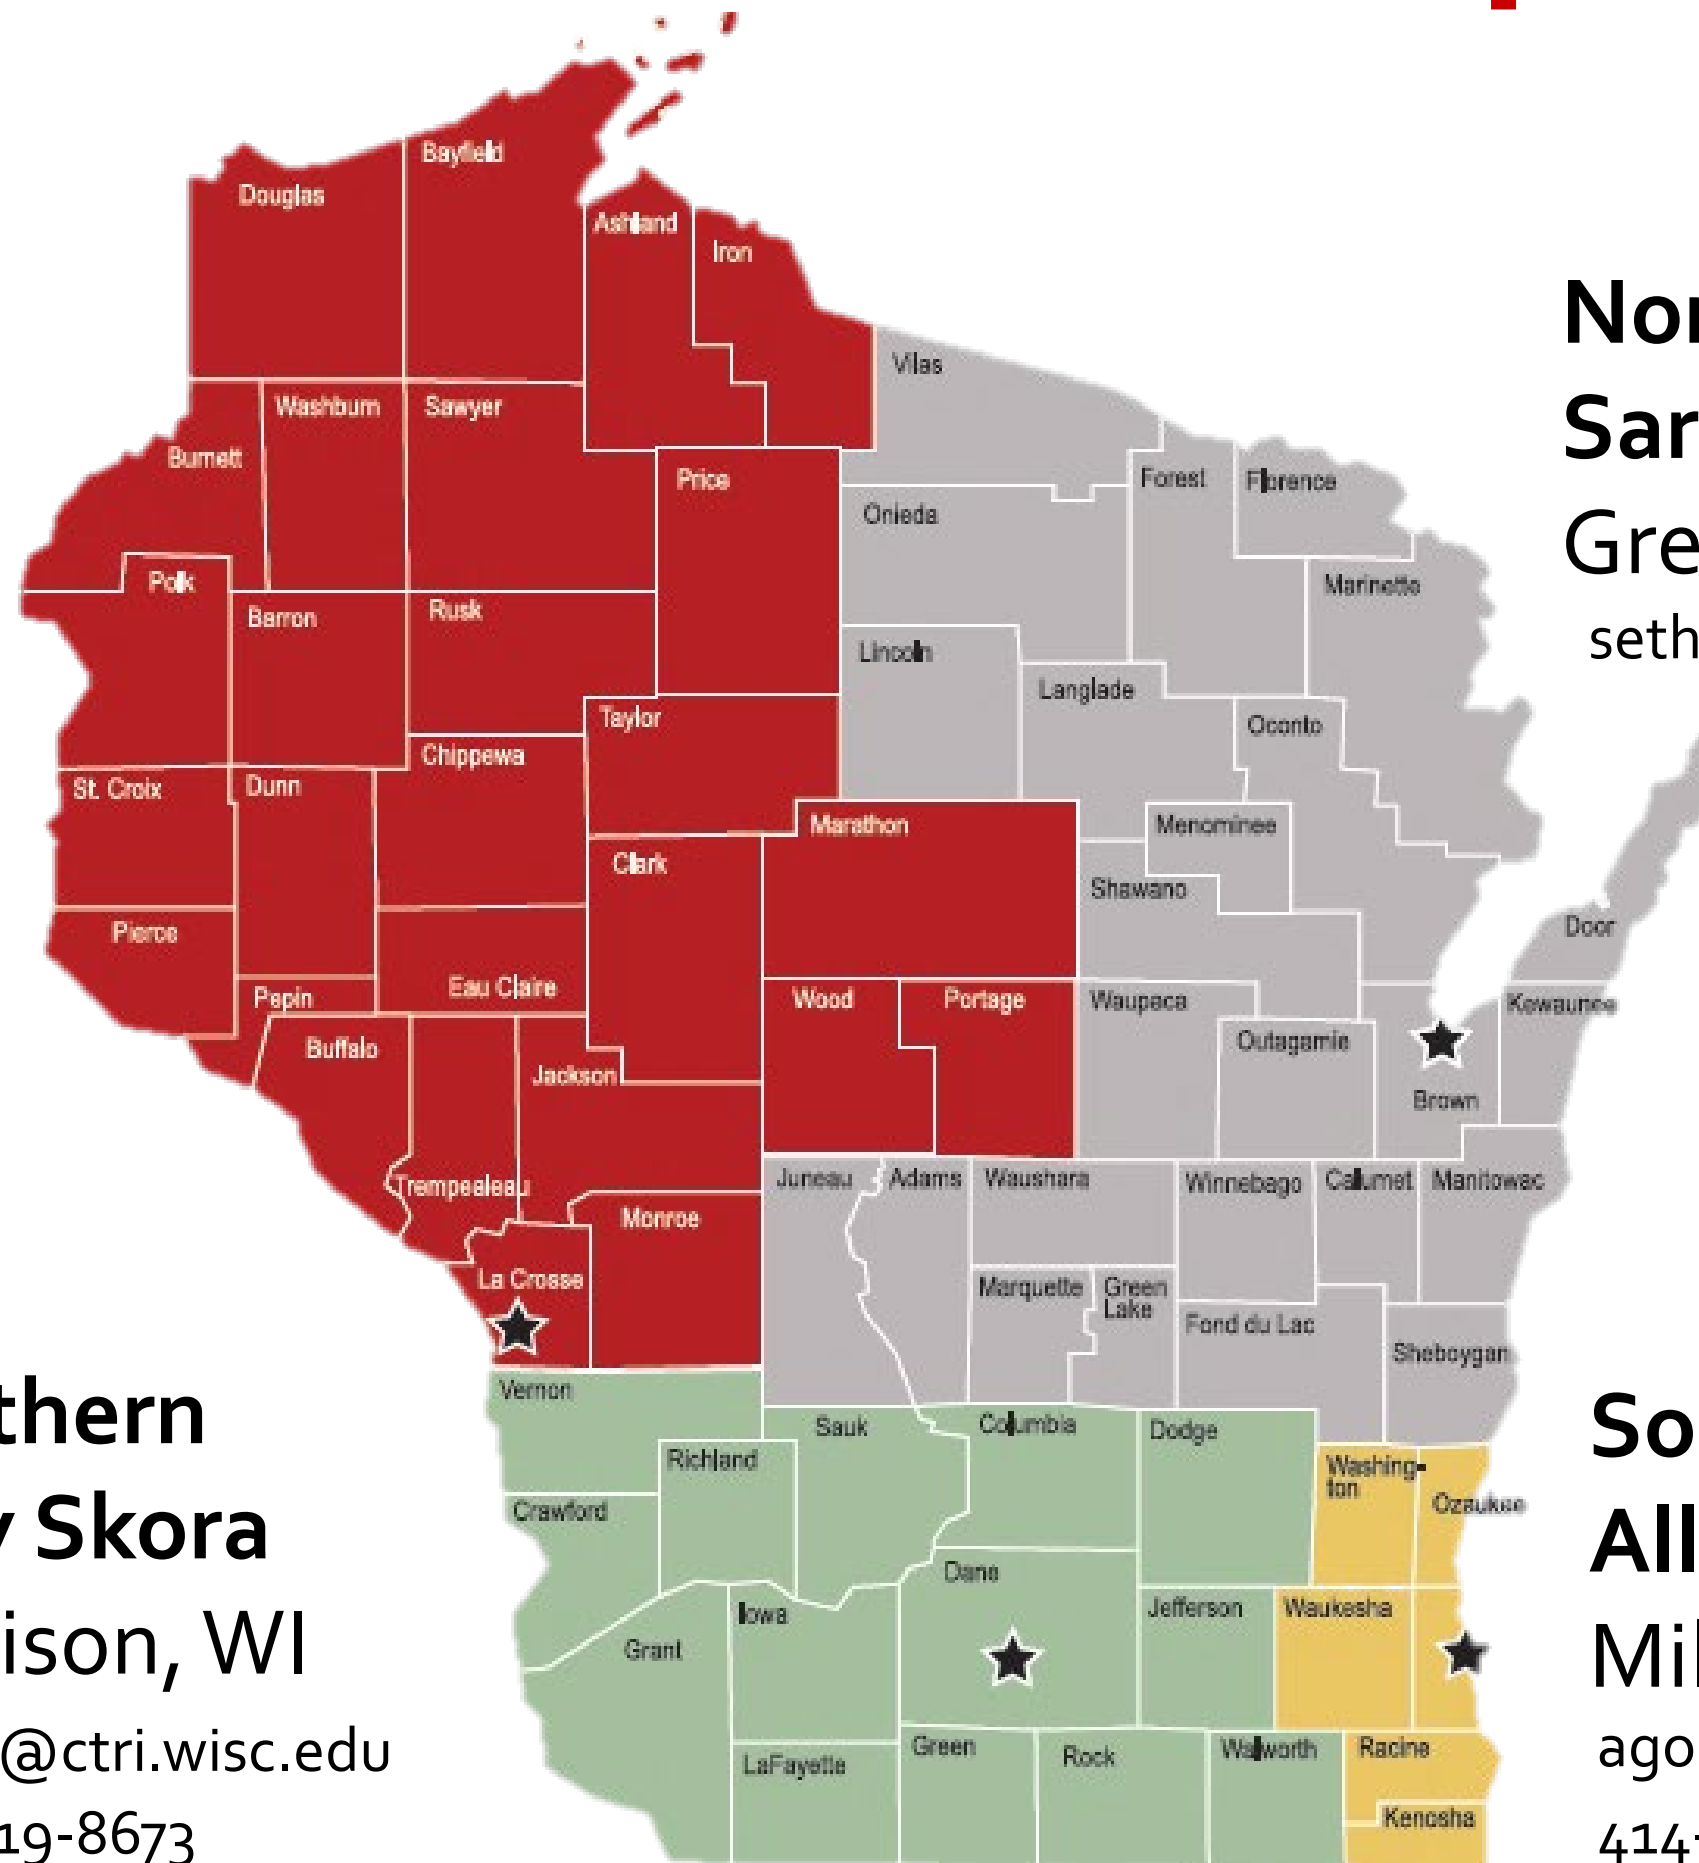 Bayfield
Douglas
Ashland
Iron
Vilas
Washburn
Sawyer
Burnett
Price
Forest
Florence
Onieda
Polk
Marinette
Barron
Rusk
Lincoln
Langlade
Taylor
Oconto
Chippewa
St. Croix
Dunn
Marathon
Menominee
Clark
Shawano
Pierce
Door
Eau Claire
Pepin
Wood
Portage
Waupaca
Kewaunee
Buffalo
Outagamie
Jackson
Brown
Trempealeau
Juneau
Adams
Waushara
Winnebago
Calumet
Manitowac
Monroe
La Crosse
Marquette
Green
Lake
Fond du Lac
Sheboygan
Vernon
Sauk
Columbia
Dodge
Richland
Washing-
ton
Crawford
Ozaukee
Dane
Iowa
Jefferson
Waukesha
Grant
LaFayette
Green
Rock
Walworth
Racine
Kenosha
Nor
Sar
Gre
seth
thern
y Skora
ison, WI
@ctri.wisc.edu
19-8673
So
All
Mil
ago
414-